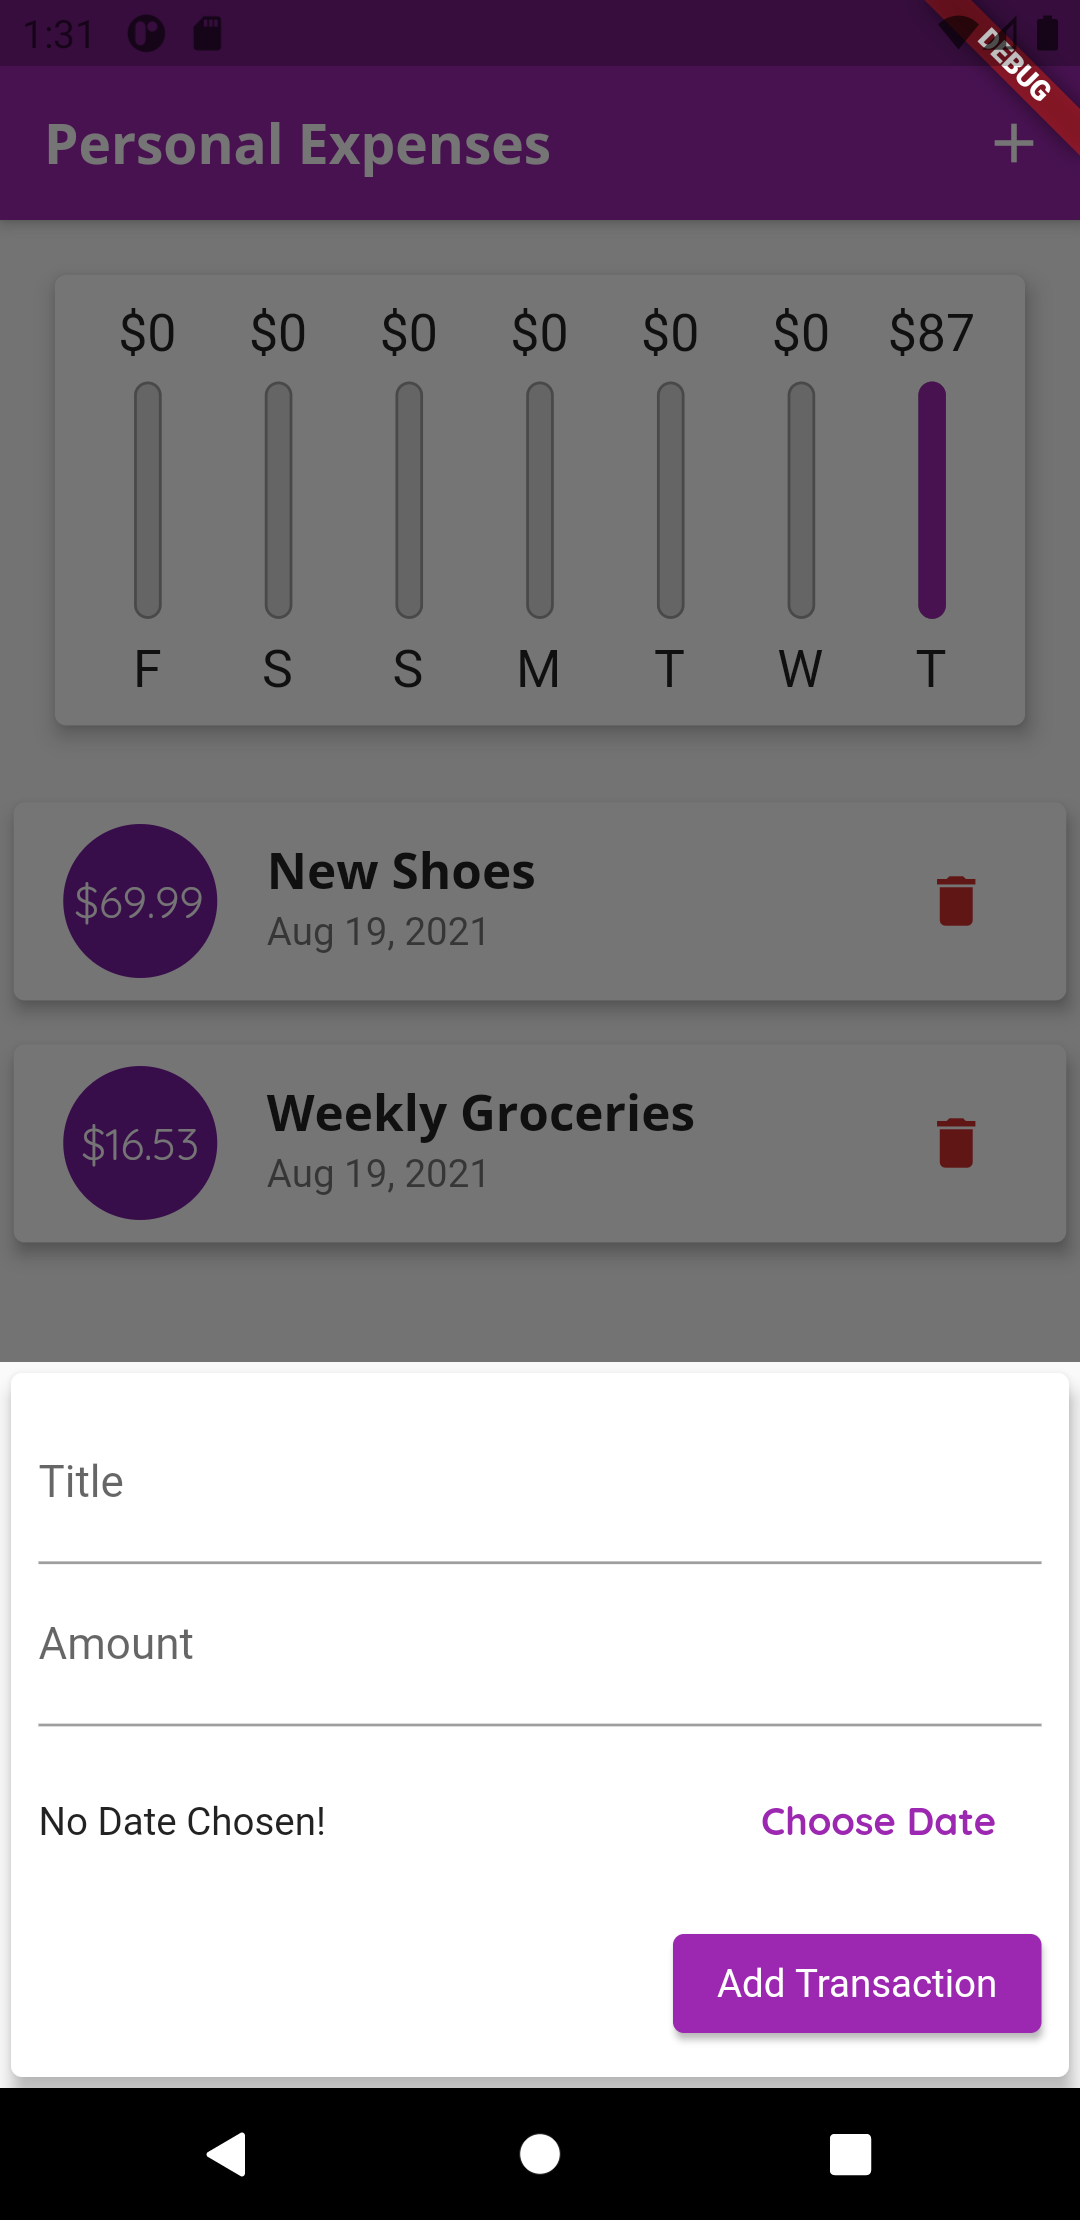 1:31
DEBUG
Personal Expenses +
$0 $0 $0 $0 $0 $0 $87
F S S M T W T
$69.99
New Shoes
Aug 19, 2021
$16.53
Weekly Groceries
Aug 19, 2021
Title
Amount
No Date Chosen! Choose Date
Add Transaction